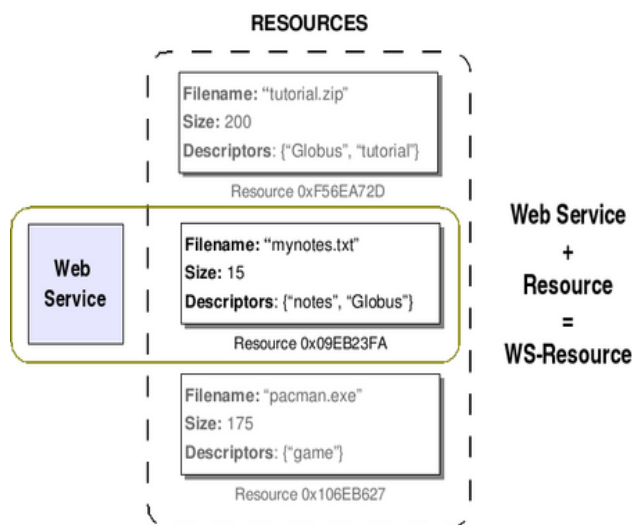 RESOURCES
Filename: “tutorial.zip”
Size: 200
Descriptors: {“Globus”, “tutorial”}
Resource 0xF56EA72D
Web
Service
Filename: “mynotes.txt”
Size: 15
Descriptors: {“notes”, “Globus”}
Resource 0x09EB23FA
Filename: “pacman.exe”
Size: 175
Descriptors: {“game”}
Resource 0x106EB627
Web Service
+
Resource
=
WS-Resource